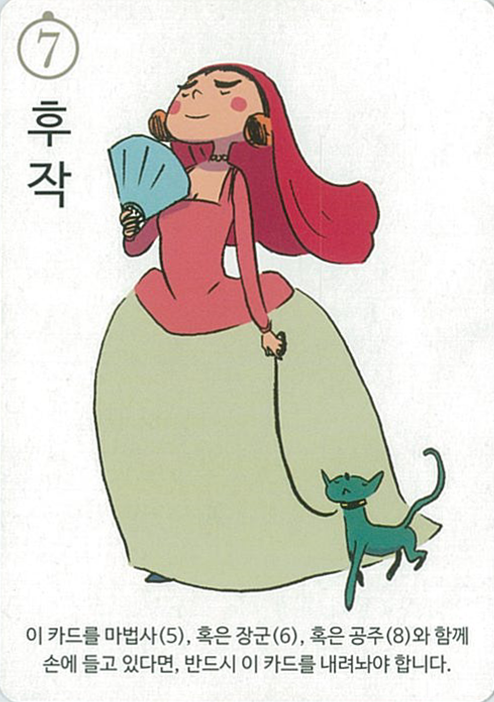 7
후작
이 카드를 마법사(5), 혹은 장군(6), 혹은 공주(8)와 함께
손에 들고 있다면, 반드시 이 카드를 내려놔야 합니다.